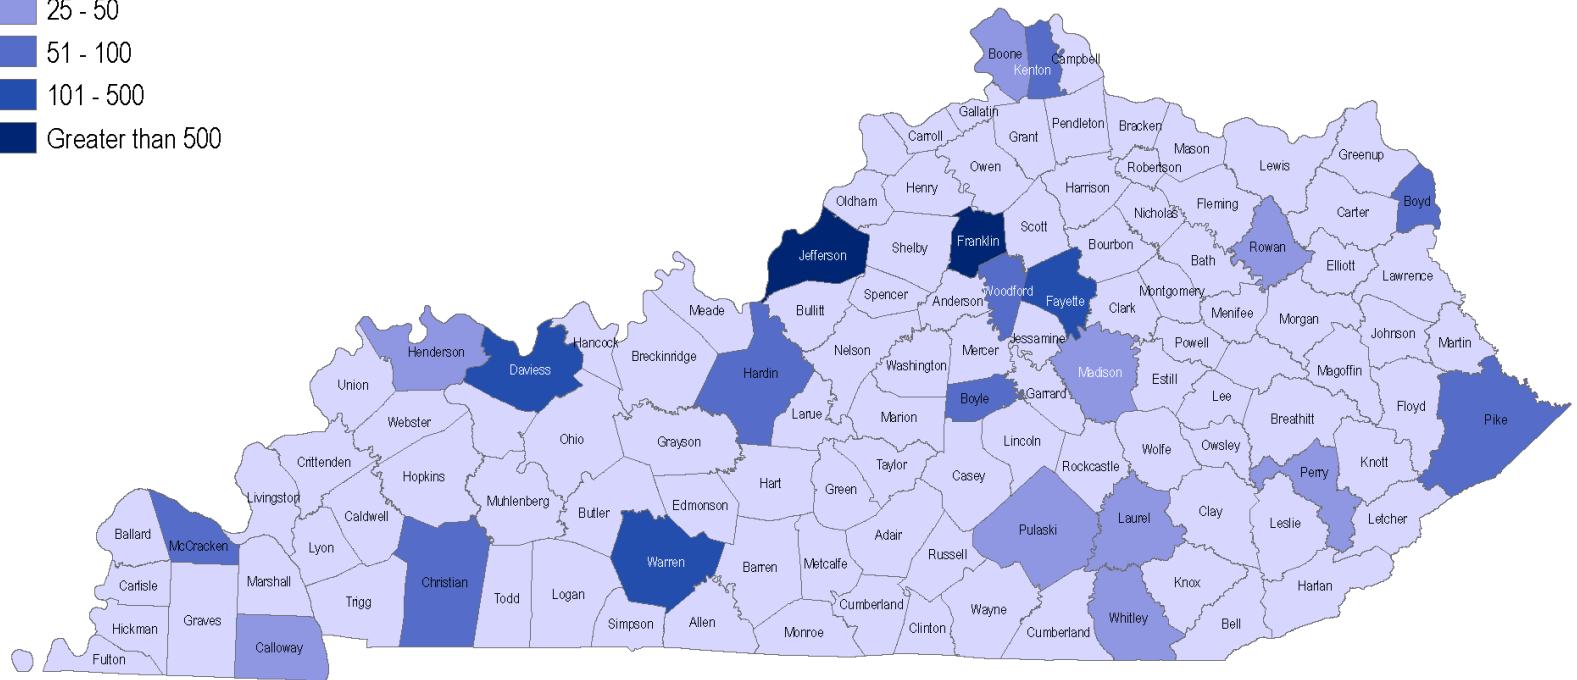 25 - 50
51 - 100
101 - 500
Greater than 500
Boone
Kenton
Campbell
Gallatin
Carroll
Grant
Pendleton
Bracken
Mason
Robertson
Lewis
Greenup
Owen
Henry
Harrison
Oldham
Nicholas
Fleming
Carter
Boyd
Jefferson
Shelby
Franklin
Scott
Bourbon
Bath
Rowan
Elliott
Lawrence
Meade
Bullitt
Spencer
Anderson
Woodford
Fayette
Clark
Montgomery
Menifee
Morgan
Johnson
Martin
Henderson
Daviess
Hancock
Breckinridge
Hardin
Nelson
Washington
Mercer
Jessamine
Madison
Powell
Estill
Magoffin
Union
Webster
Ohio
Grayson
Larue
Marion
Boyle
Garrard
Lee
Breathitt
Floyd
Pike
Crittenden
Hopkins
Muhlenberg
Butler
Edmonson
Hart
Green
Taylor
Casey
Lincoln
Rockcastle
Wolfe
Owsley
Perry
Knott
Livingston
Caldwell
Ballard
McCracken
Lyon
Christian
Warren
Barren
Metcalfe
Adair
Russell
Pulaski
Laurel
Clay
Leslie
Letcher
Carlisle
Marshall
Trigg
Todd
Logan
Simpson
Allen
Monroe
Cumberland
Clinton
Wayne
Cumberland
Whitley
Knox
Bell
Harlan
Hickman
Graves
Calloway
Fulton